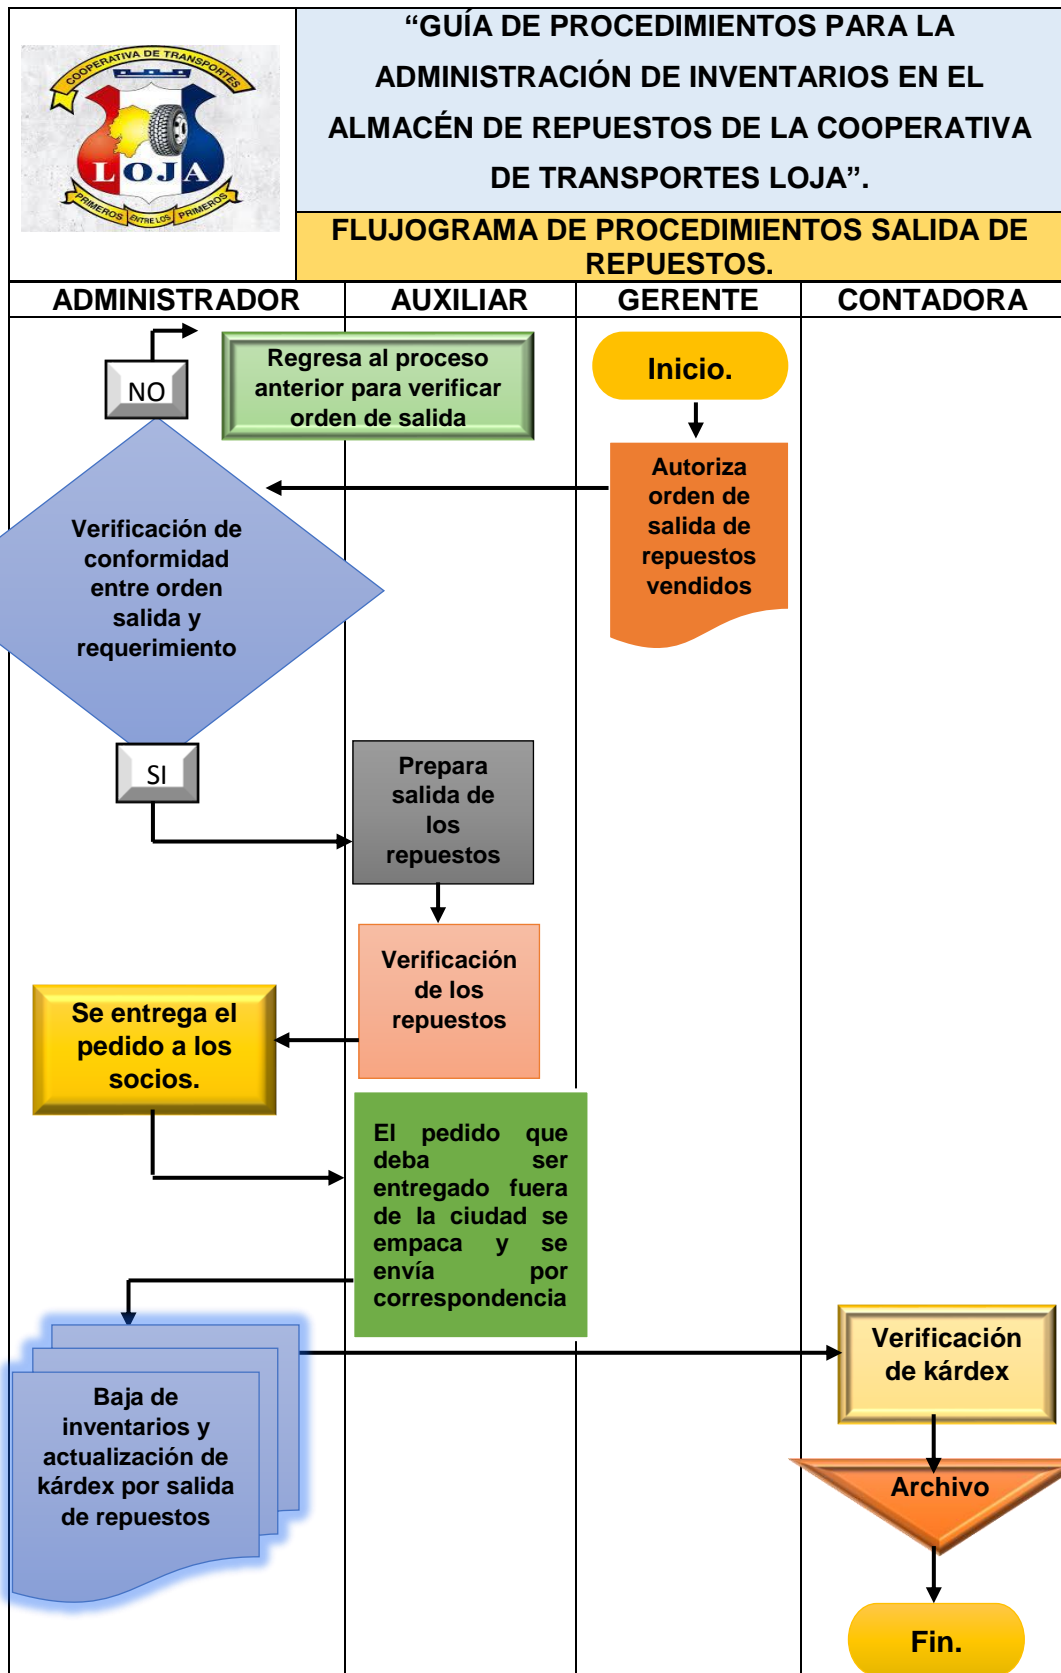 COOPERATIVA DE TRANSPORTES
LOJA
PRIMEROS ENTRE LOS PRIMEROS
“GUÍA DE PROCEDIMIENTOS PARA LA
ADMINISTRACIÓN DE INVENTARIOS EN EL
ALMACÉN DE REPUESTOS DE LA COOPERATIVA
DE TRANSPORTES LOJA”.
FLUJOGRAMA DE PROCEDIMIENTOS SALIDA DE
REPUESTOS.
ADMINISTRADOR
AUXILIAR
GERENTE
CONTADORA
NO
Regresa al proceso
anterior para verificar
orden de salida
Inicio.
Autoriza
orden de
salida de
repuestos
vendidos
Verificación de
conformidad
entre orden
salida y
requerimiento
SI
Prepara
salida de
los
repuestos
Verificación
de los
repuestos
Se entrega el
pedido a los
socios.
El pedido que
deba ser
entregado fuera
de la ciudad se
empaca y se
envía por
correspondencia
Baja de
inventarios y
actualización de
kárdex por salida
de repuestos
Verificación
de kárdex
Archivo
Fin.